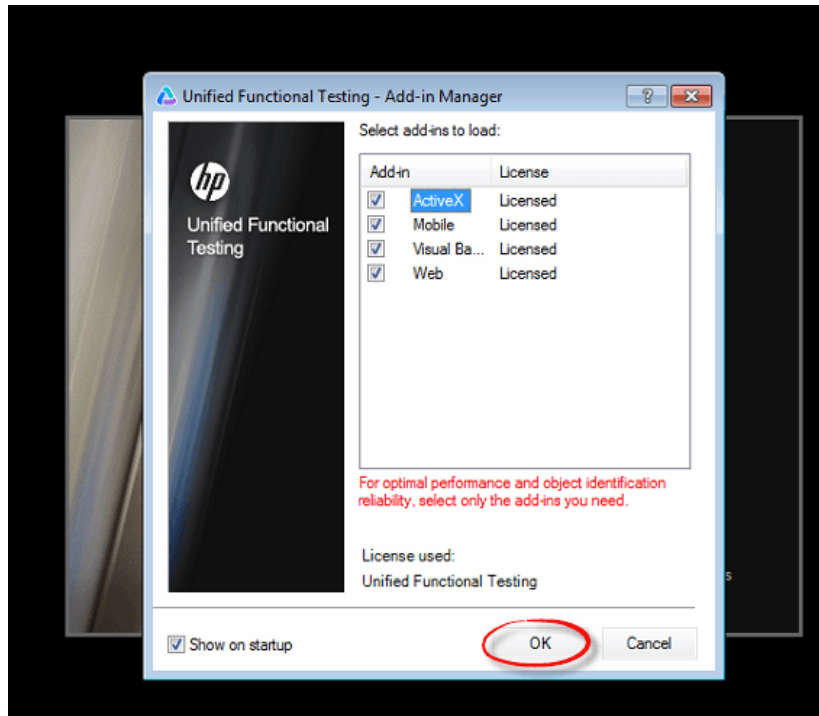 Unified Functional Testing - Add-in Manager
?
Select add-ins to load:
hp
Unified Functional
Testing
Add-in License
ActiveX Licensed
Mobile Licensed
Visual Ba... Licensed
Web Licensed
For optimal performance and object identification
reliability, select only the add-ins you need.
License used:
Unified Functional Testing
s
Show on startup
OK
Cancel